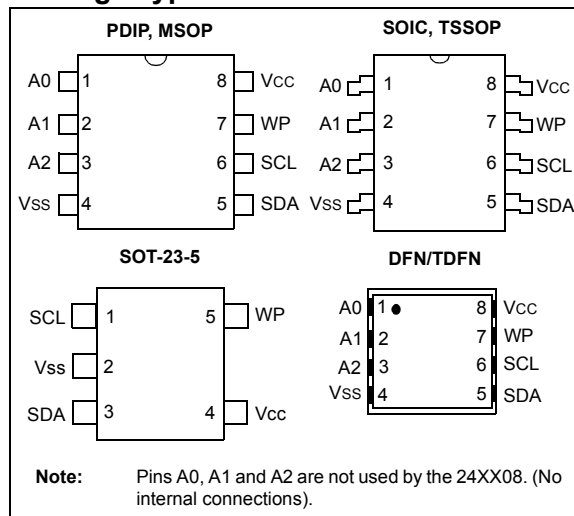 PDIP, MSOP
A0 1 8 VCC
A1 2 7 WP
A2 3 6 SCL
VSS 4 5 SDA
SOIC, TSSOP
A0 1 8 VCC
A1 2 7 WP
A2 3 6 SCL
VSS 4 5 SDA
SOT-23-5
SCL 1 5 WP
Vss 2
SDA 3 4 Vcc
DFN/TDFN
A0 1 8 VCC
A1 2 7 WP
A2 3 6 SCL
VSS 4 5 SDA
Note: Pins A0, A1 and A2 are not used by the 24XX08. (No
internal connections).